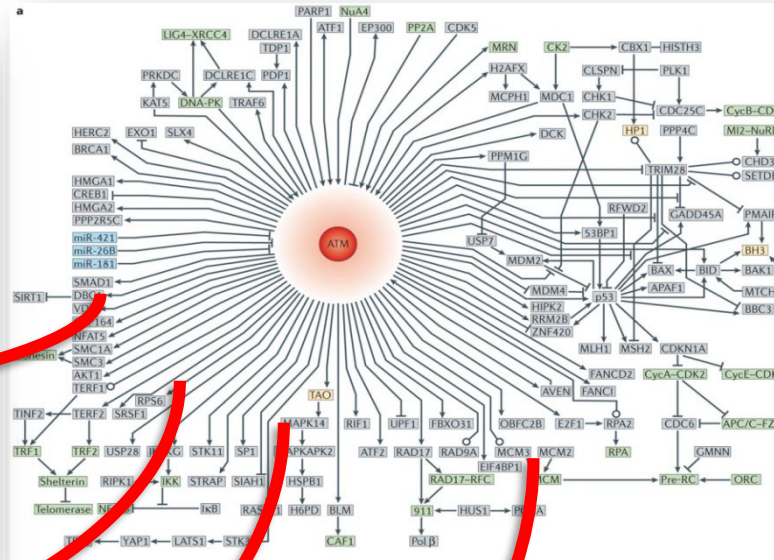 a
PARP1 NuA4
LIG4–XRCC4 DCLRE1A ATF1 EP300 PP2A CDK5
TDP1 MRN CK2 CBX1 HISTH3
PRKDC DCLRE1C PDP1 H2AFX CLSPN PLK1
KAT5 DNA-PK TRAF6 MCPH1 MDC1 CHK1
CHK2 CDC25C
HERC2 EXO1 SLX4 DCK HP1 PPP4C
BRCA1 PPM1G TRIM28
HMGA1
CREB1 RFWD2 GADD45A
HMGA2
PPP2R5C
miR-421 USP7 53BP1
miR-26B ATM MDM2 BH3
miR-181 BAX BID BAK1
SMAD1 APAF1
SIRT1 MDM4 p53
HIPK2
NFAT5 RRM2B
SMC1A ZNF420
SMC3 MLH1 MSH2 CDKN1A
AKT1 FANCD2
TERF1 TAO AVEN FANCI CycA–CDK2
RPS6
TINF2 TERF2 SRSF1 MAPK14 RIF1 UPF1 FBXO31 OBFC2B E2F1 RPA2 CDC6
TRF1 TRF2 USP28 STK11 SP1 ATF2 RAD17 RAD9A MCM3 MCM2 RPA GMNN
EIF4BP1
Shelterin RIPK1 IKK STRAP SIAH1 HSPB1 RAD17–RFC Pre-RC ORC
Telomerase IκB H6PD BLM 911 HUS1
YAP1 LATS1 CAF1 Polβ